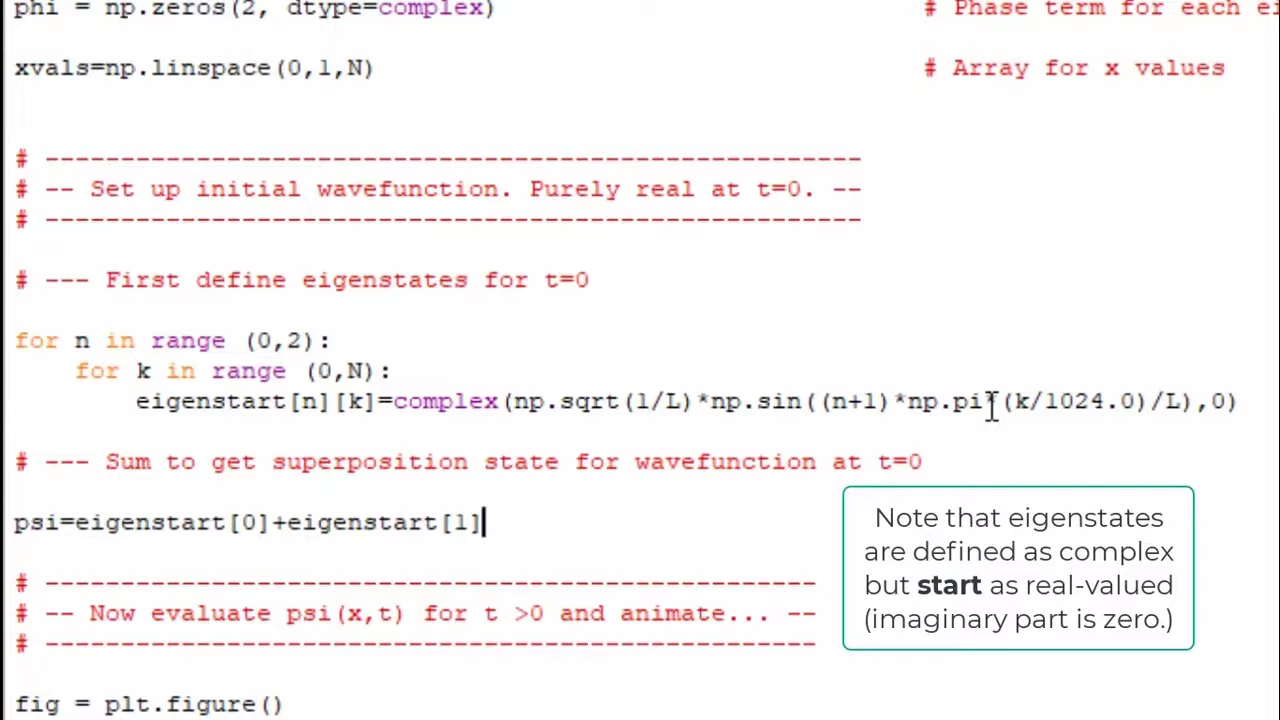 phi = np.zeros(2, dtype=complex) # Phase term for each ei
xvals=np.linspace(0,1,N) # Array for x values
# ------------------------------------------------------
# -- Set up initial wavefunction. Purely real at t=0. --
# ------------------------------------------------------
# --- First define eigenstates for t=0
for n in range (0,2):
for k in range (0,N):
eigenstart[n][k]=complex(np.sqrt(1/L)*np.sin((n+1)*np.pi*(k/1024.0)/L),0)
# --- Sum to get superposition state for wavefunction at t=0
psi=eigenstart[0]+eigenstart[1]
Note that eigenstates
are defined as complex
but start as real-valued
(imaginary part is zero.)
# ---------------------------------------------------
# -- Now evaluate psi(x,t) for t >0 and animate... --
# ---------------------------------------------------
fig = plt.figure()